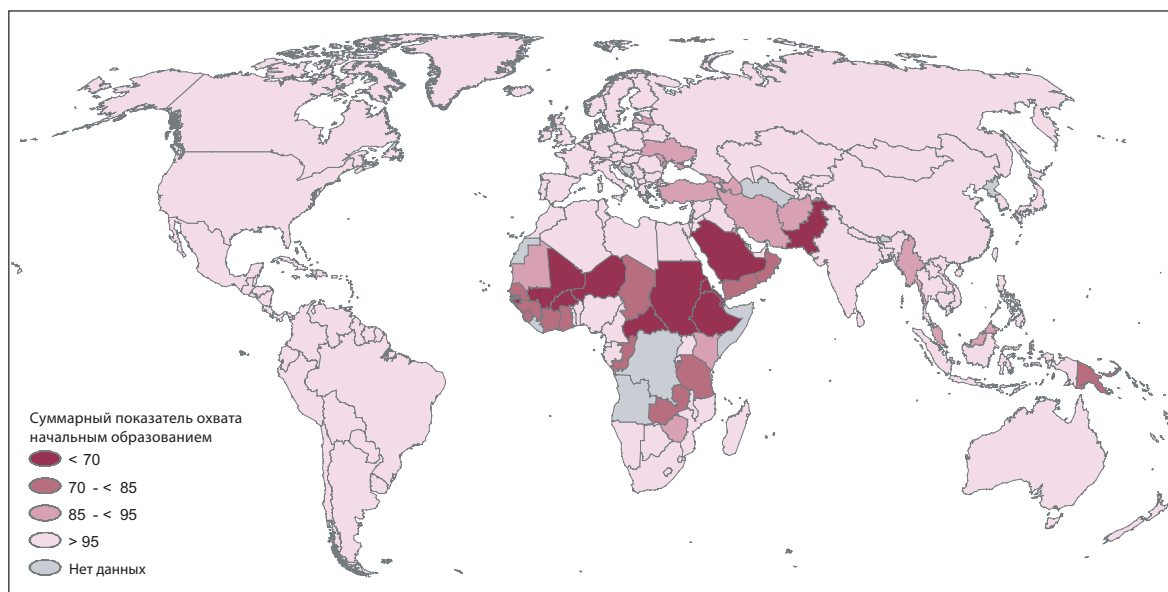 Суммарный показатель охвата
начальным образованием
< 70
70 - < 85
85 - < 95
> 95
Нет данных